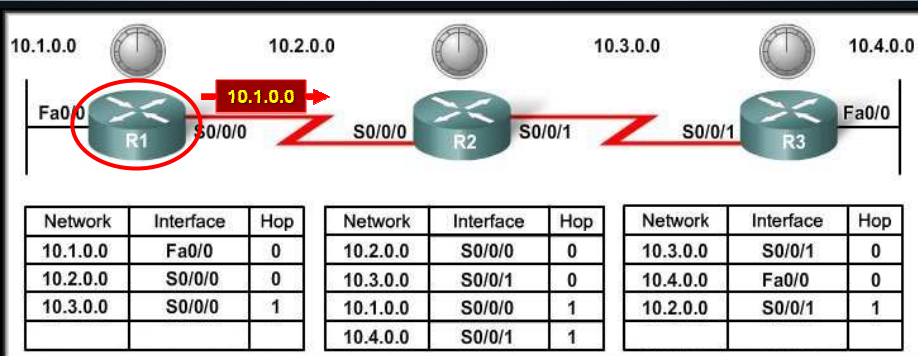 10.1.0.0 10.2.0.0 10.3.0.0 10.4.0.0
10.1.0.0
Fa0/0 S0/0/0 S0/0/0 S0/0/1 S0/0/1 Fa0/0
R1 R2 R3
Network Interface Hop
10.1.0.0 Fa0/0 0
10.2.0.0 S0/0/0 0
10.3.0.0 S0/0/0 1
Network Interface Hop
10.2.0.0 S0/0/0 0
10.3.0.0 S0/0/1 0
10.1.0.0 S0/0/0 1
10.4.0.0 S0/0/1 1
Network Interface Hop
10.3.0.0 S0/0/1 0
10.4.0.0 Fa0/0 0
10.2.0.0 S0/0/1 1